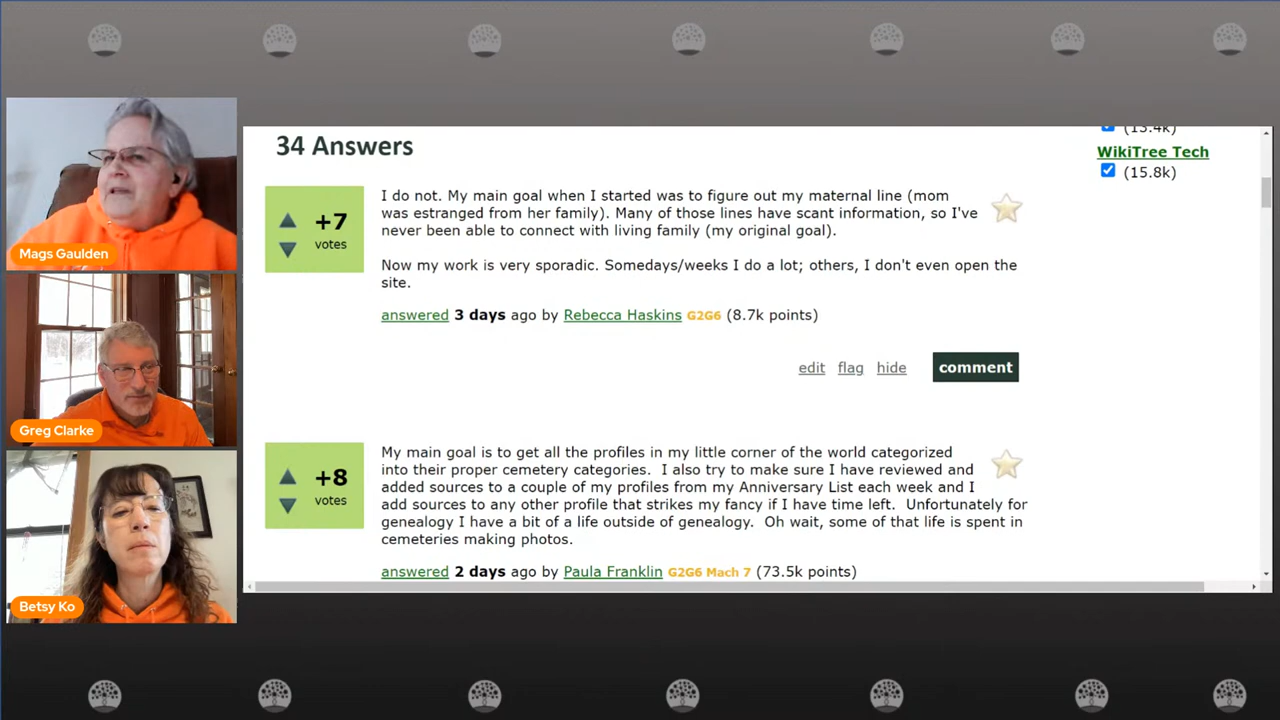 Mags Gaulden
Greg Clarke
Betsy Ko
34 Answers
(13.4k)
WikiTree Tech
(15.8k)
+7
votes
I do not. My main goal when I started was to figure out my maternal line (mom
was estranged from her family). Many of those lines have scant information, so I've
never been able to connect with living family (my original goal).
Now my work is very sporadic. Somedays/weeks I do a lot; others, I don't even open the
site.
answered 3 days ago by Rebecca Haskins G2G6 (8.7k points)
edit flag hide comment
+8
votes
My main goal is to get all the profiles in my little corner of the world categorized
into their proper cemetery categories. I also try to make sure I have reviewed and
added sources to a couple of my profiles from my Anniversary List each week and I
add sources to any other profile that strikes my fancy if I have time left. Unfortunately for
genealogy I have a bit of a life outside of genealogy. Oh wait, some of that life is spent in
cemeteries making photos.
answered 2 days ago by Paula Franklin G2G6 Mach 7 (73.5k points)